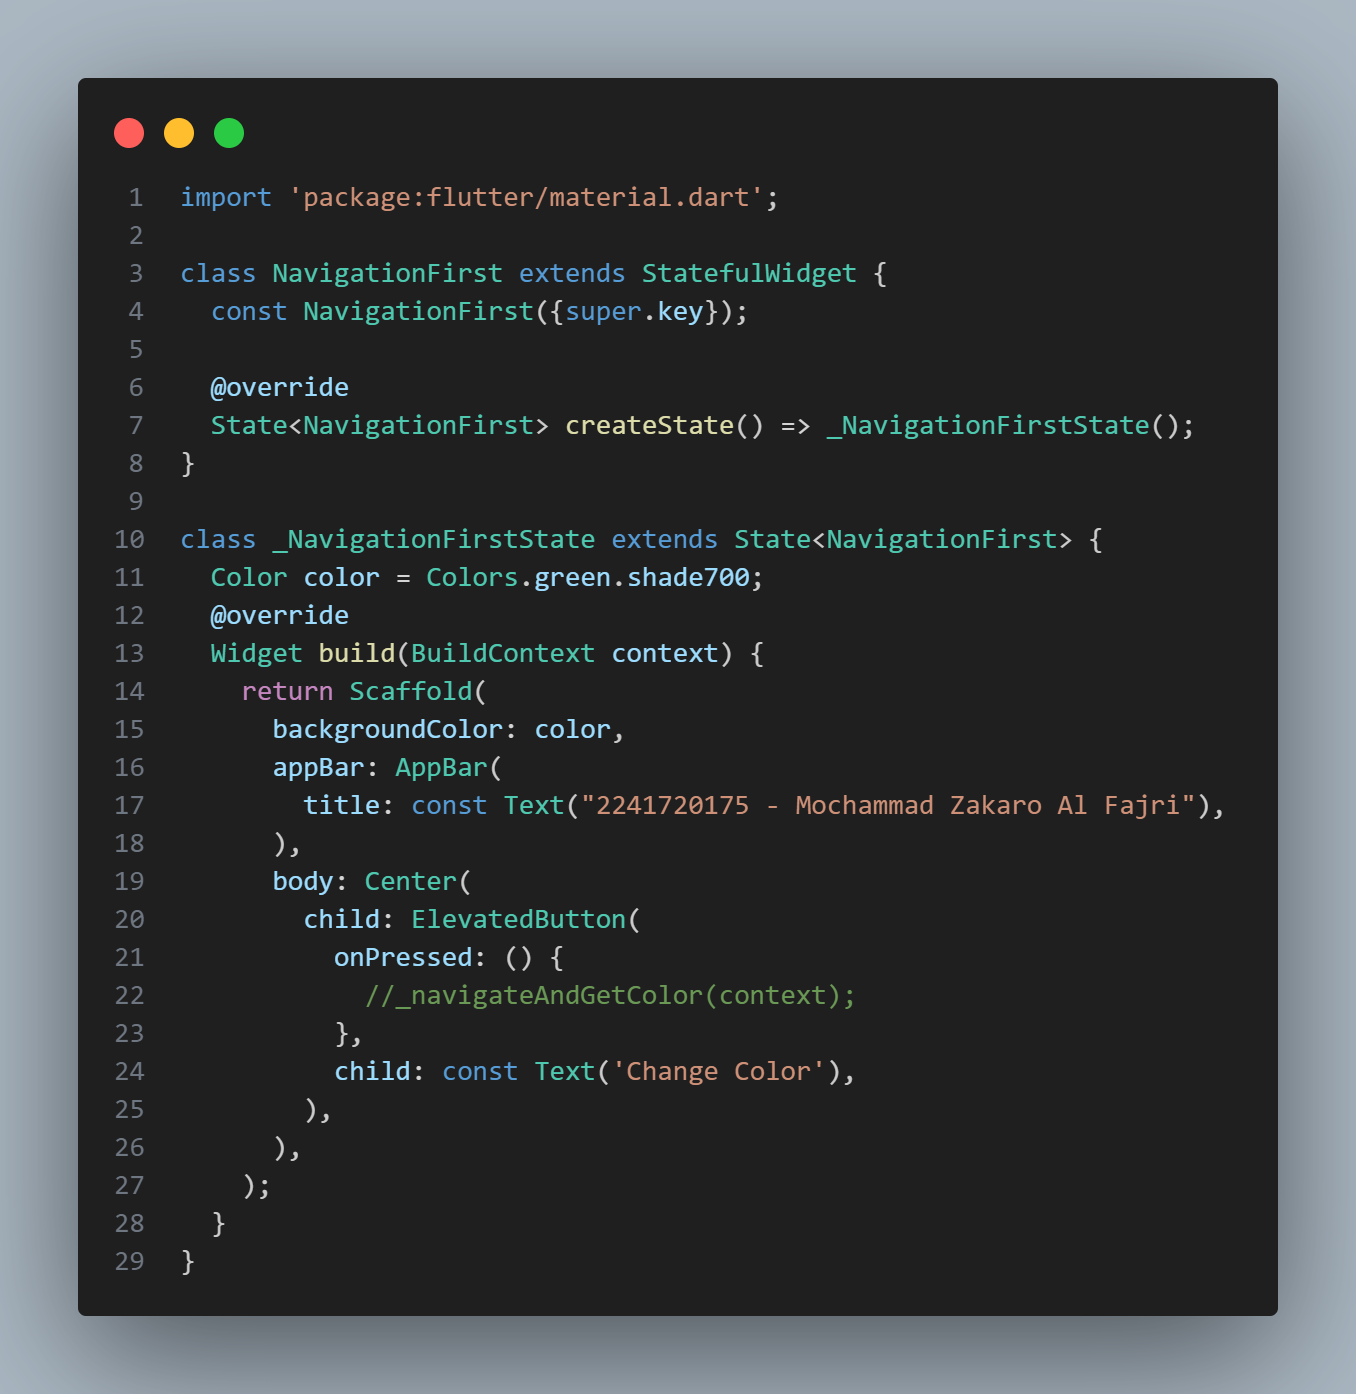 1 import 'package:flutter/material.dart';
2
3 class NavigationFirst extends StatefulWidget {
4   const NavigationFirst({super.key});
5
6   @override
7   State<NavigationFirst> createState() => _NavigationFirstState();
8 }
9
10 class _NavigationFirstState extends State<NavigationFirst> {
11   Color color = Colors.green.shade700;
12   @override
13   Widget build(BuildContext context) {
14     return Scaffold(
15       backgroundColor: color,
16       appBar: AppBar(
17         title: const Text("2241720175 - Mochammad Zakaro Al Fajri"),
18       ),
19       body: Center(
20         child: ElevatedButton(
21           onPressed: () {
22             //_navigateAndGetColor(context);
23           },
24           child: const Text('Change Color'),
25         ),
26       ),
27     );
28   }
29 }